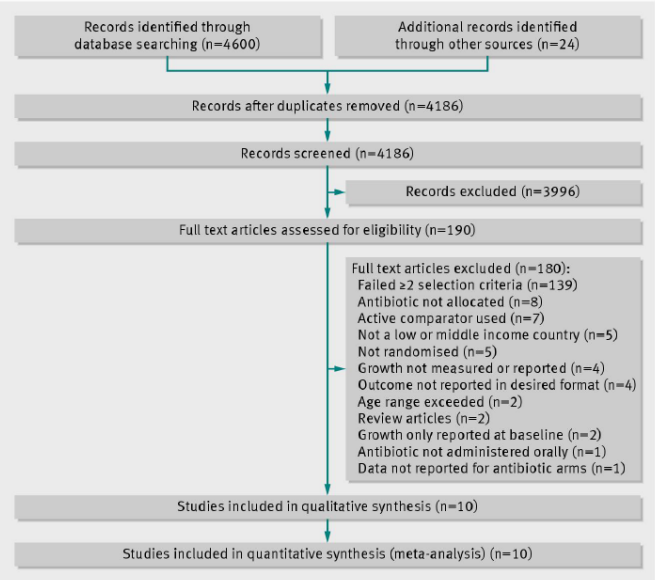 Records identified through
database searching (n=4600)
Additional records identified
through other sources (n=24)
Records after duplicates removed (n=4186)
Records screened (n=4186)
Records excluded (n=3996)
Full text articles assessed for eligibility (n=190)
Full text articles excluded (n=180):
Failed ≥2 selection criteria (n=139)
Antibiotic not allocated (n=8)
Active comparator used (n=7)
Not a low or middle income country (n=5)
Not randomised (n=5)
Growth not measured or reported (n=4)
Outcome not reported in desired format (n=4)
Age range exceeded (n=2)
Review articles (n=2)
Growth only reported at baseline (n=2)
Antibiotic not administered orally (n=1)
Data not reported for antibiotic arms (n=1)
Studies included in qualitative synthesis (n=10)
Studies included in quantitative synthesis (meta-analysis) (n=10)